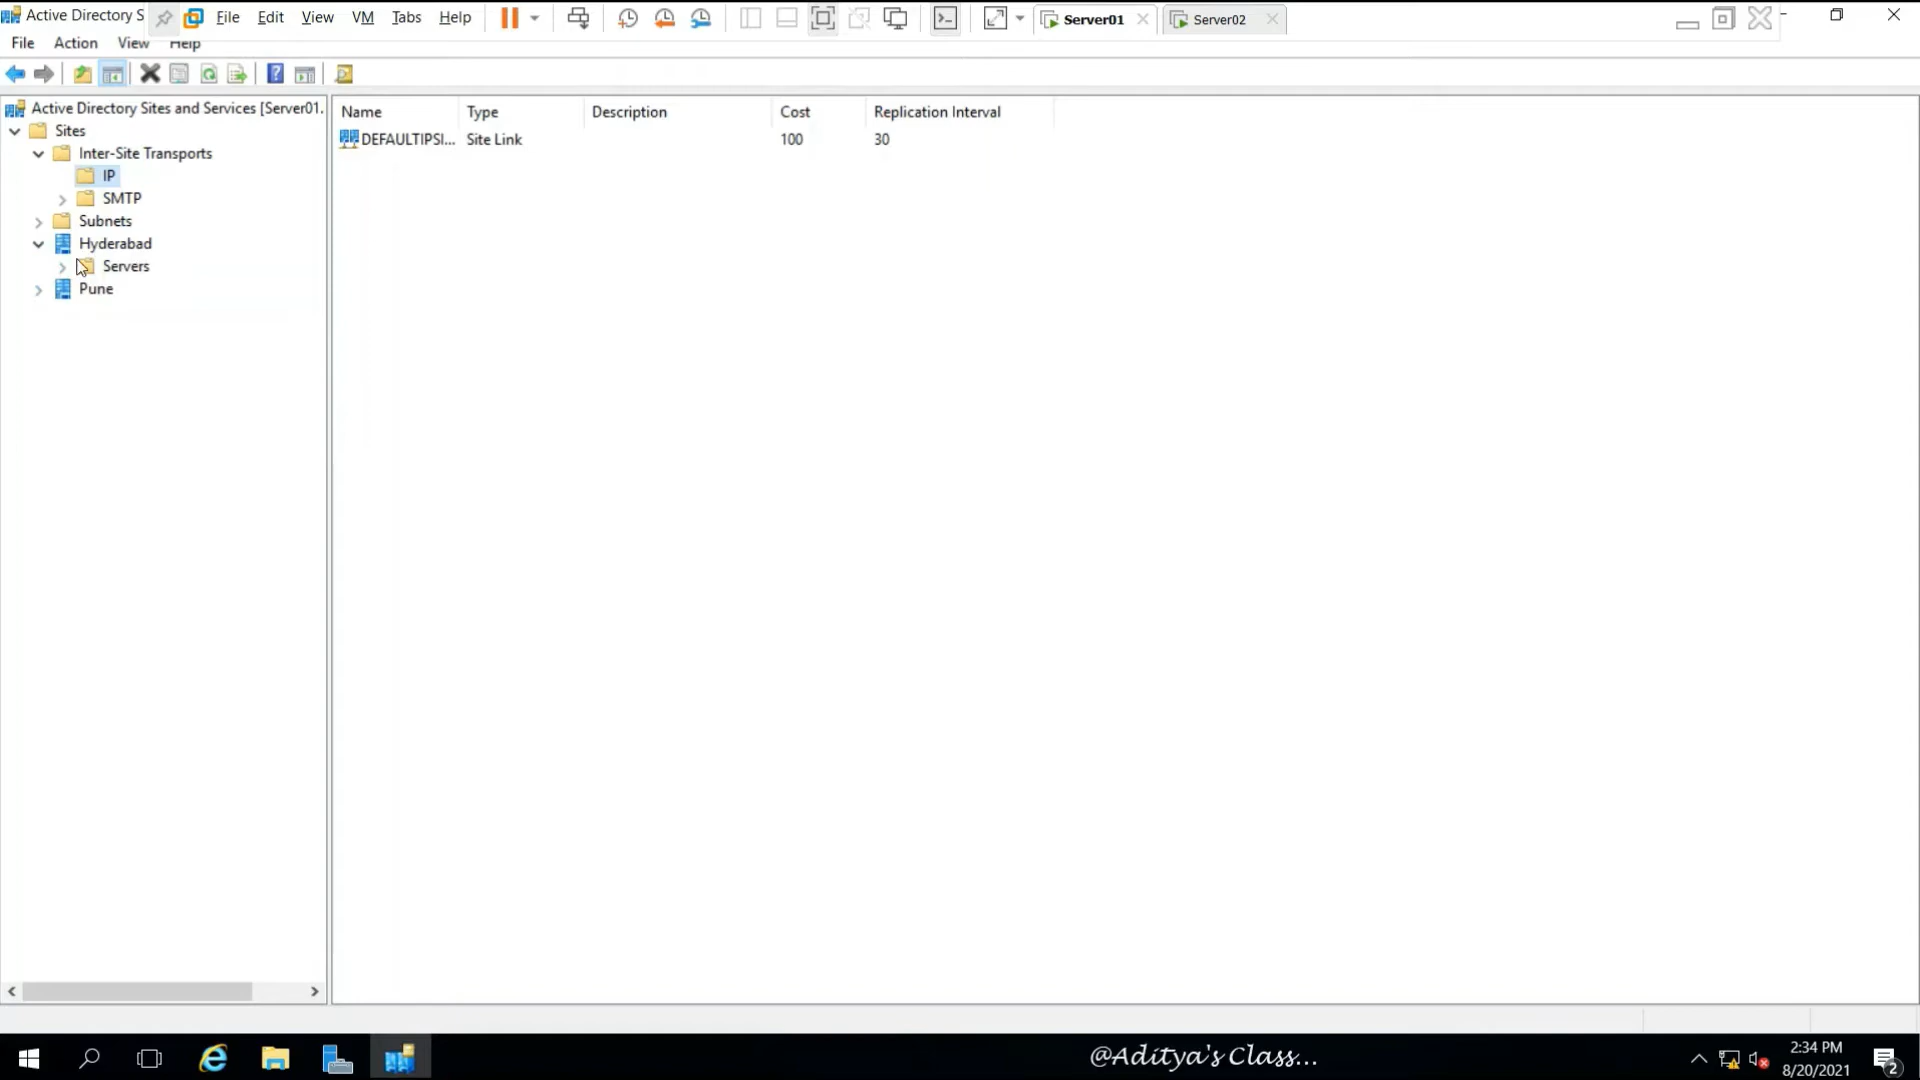 Active Directory S
File Edit View VM Tabs Help
Server01
Server02
File Action View Help
Active Directory Sites and Services [Server01.
Sites
Inter-Site Transports
IP
SMTP
Subnets
Hyderabad
Servers
Pune
Name Type Description Cost Replication Interval
DEFAULTIPSI... Site Link 100 30
@Aditya's Class...
2:34 PM
8/20/2021
2